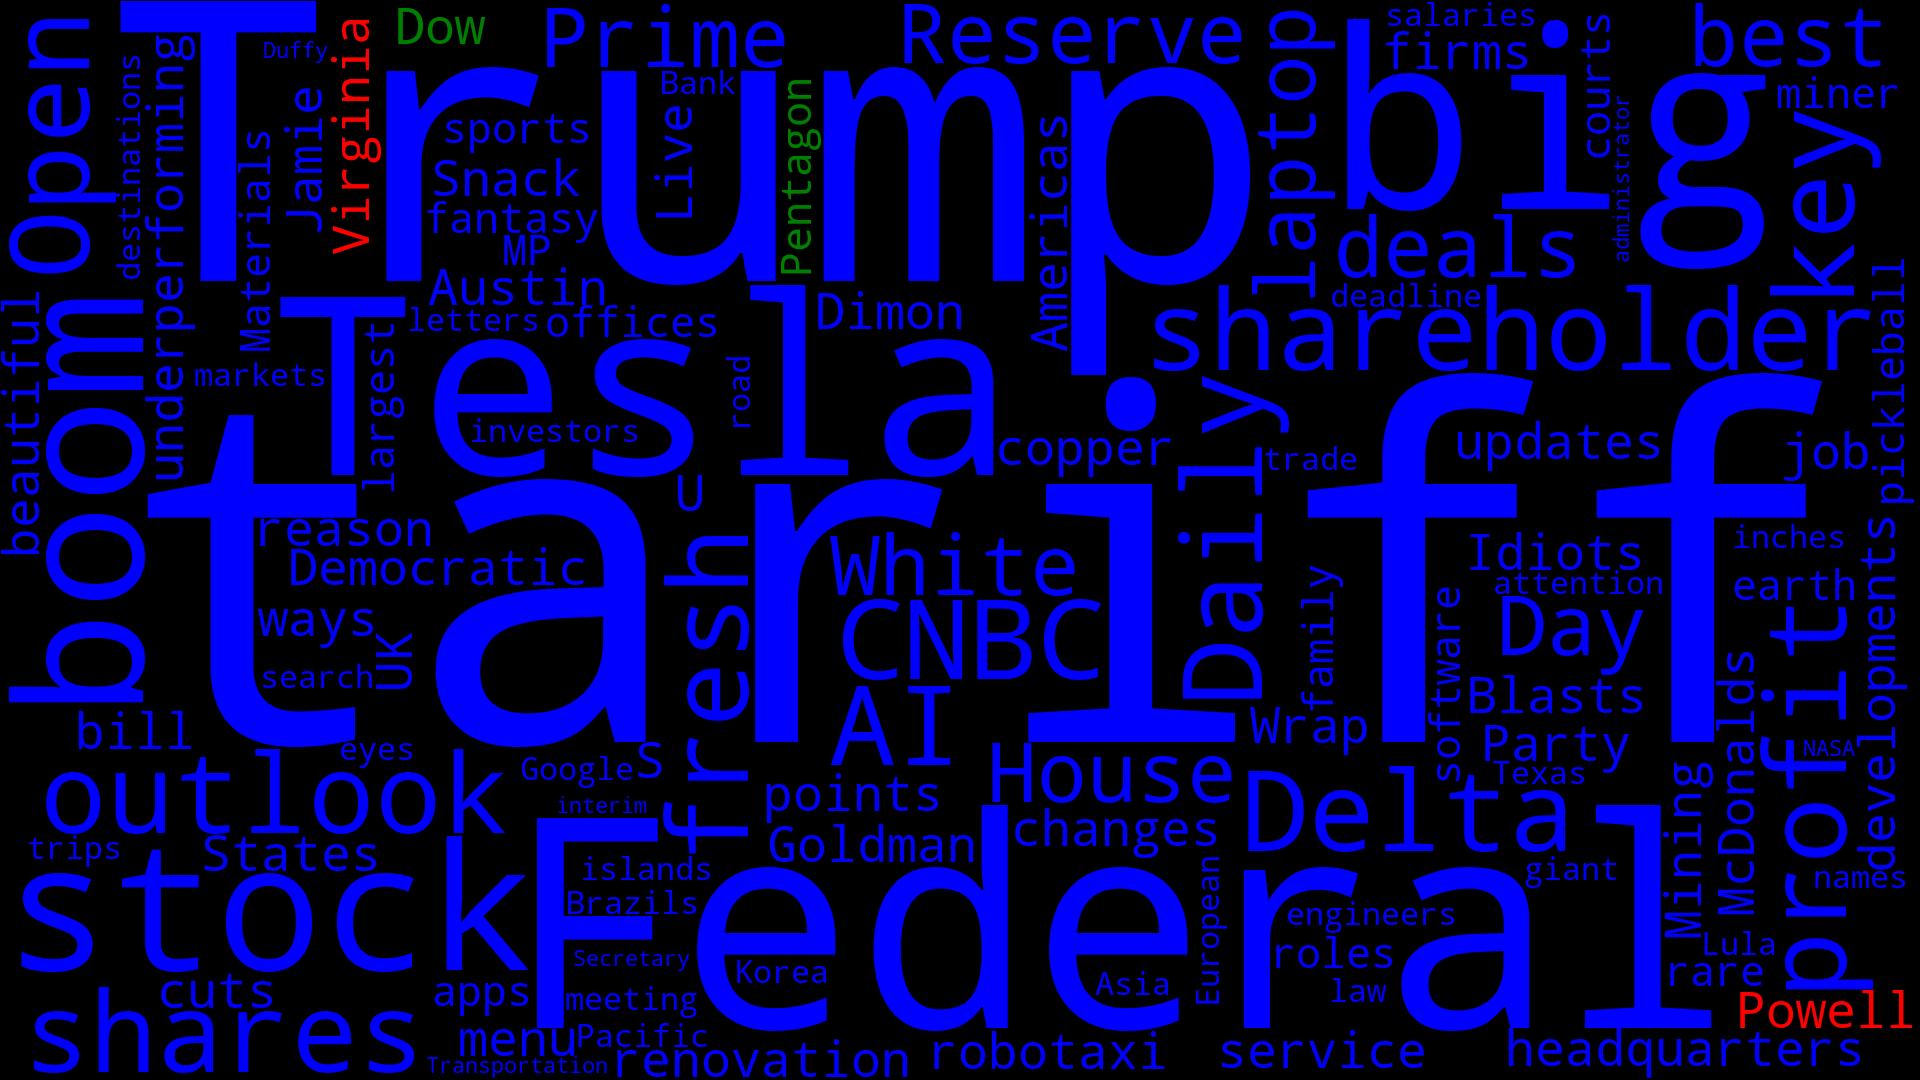 Trump
big
tariff
Federal
Tesla
stock
boom
shareholder
Open
Dow
Prime
Reserve
best
salaries
firms
courts
miner
administrator
key
laptop
deals
deadline
pickleball
Duffy
Virginia
Jamie
Materials
underperforming
destinations
beautiful
Bank
sports
Live
Pentagon
Snack
fantasy
MP
Austin
letters
offices
Dimon
Americas
markets
largest
investors
road
copper
Daily
trade
updates
job
reason
Democratic
ways
UK
search
U
fresh
White
CNBC
AI
family
software
Idiots
attention
inches
earth
Day
Blasts
Party
Texas
profit
developments
McDonalds
NASA
Wrap
bill
eyes
outlook
Google
S
interim
points
House
Goldman
changes
Delta
Mining
giant
names
trips
States
islands
Brazils
Secretary
Korea
Asia
European
engineers
roles
law
Lula
rare
Powell
cuts
apps
meeting
shares
menu
Pacific
Transportation
renovation
robotaxi
service
headquarters